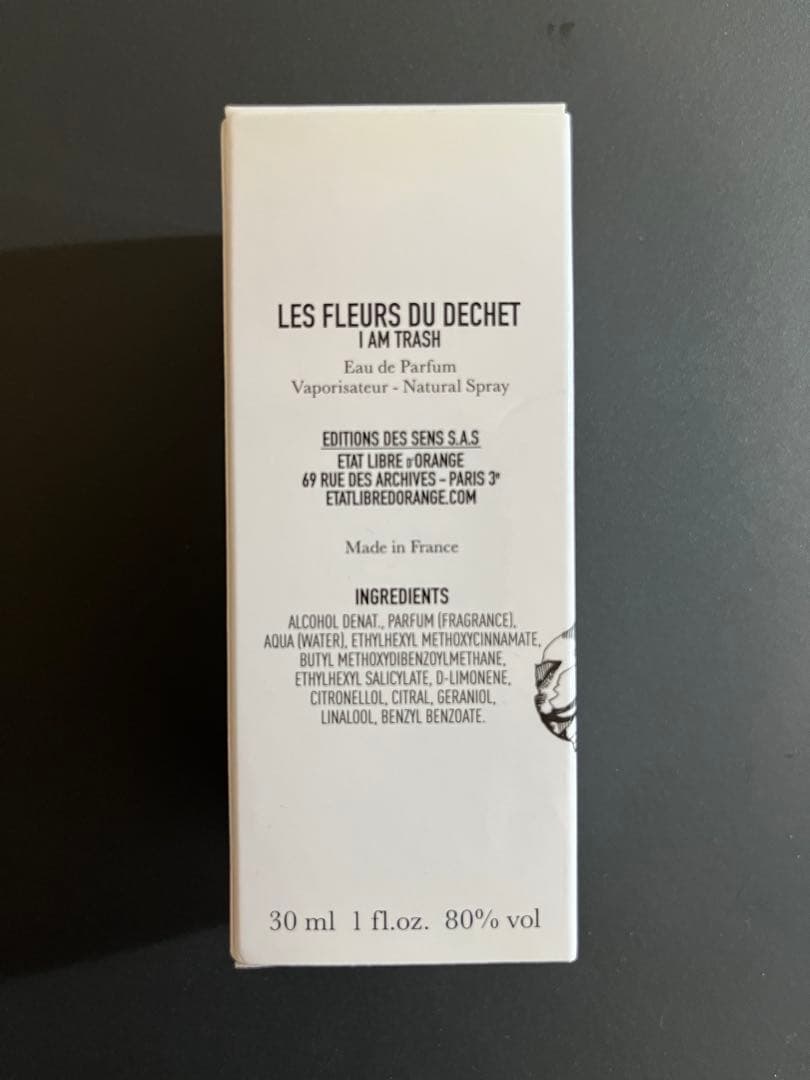 LES FLEURS DU DECHET
I AM TRASH
Eau de Parfum
Vaporisateur - Natural Spray
EDITIONS DES SENS S.A.S
ETAT LIBRE D'ORANGE
69 RUE DES ARCHIVES - PARIS 3e
ETATLIBREDORANGE.COM
Made in France
INGREDIENTS
ALCOHOL DENAT., PARFUM (FRAGRANCE),
AQUA (WATER), ETHYLHEXYL METHOXYCINNAMATE,
BUTYL METHOXYDIBENZOYLMETHANE,
ETHYLHEXYL SALICYLATE, D-LIMONENE,
CITRONELLOL, CITRAL, GERANIOL,
LINALOOL, BENZYL BENZOATE.
30 ml 1 fl.oz. 80% vol